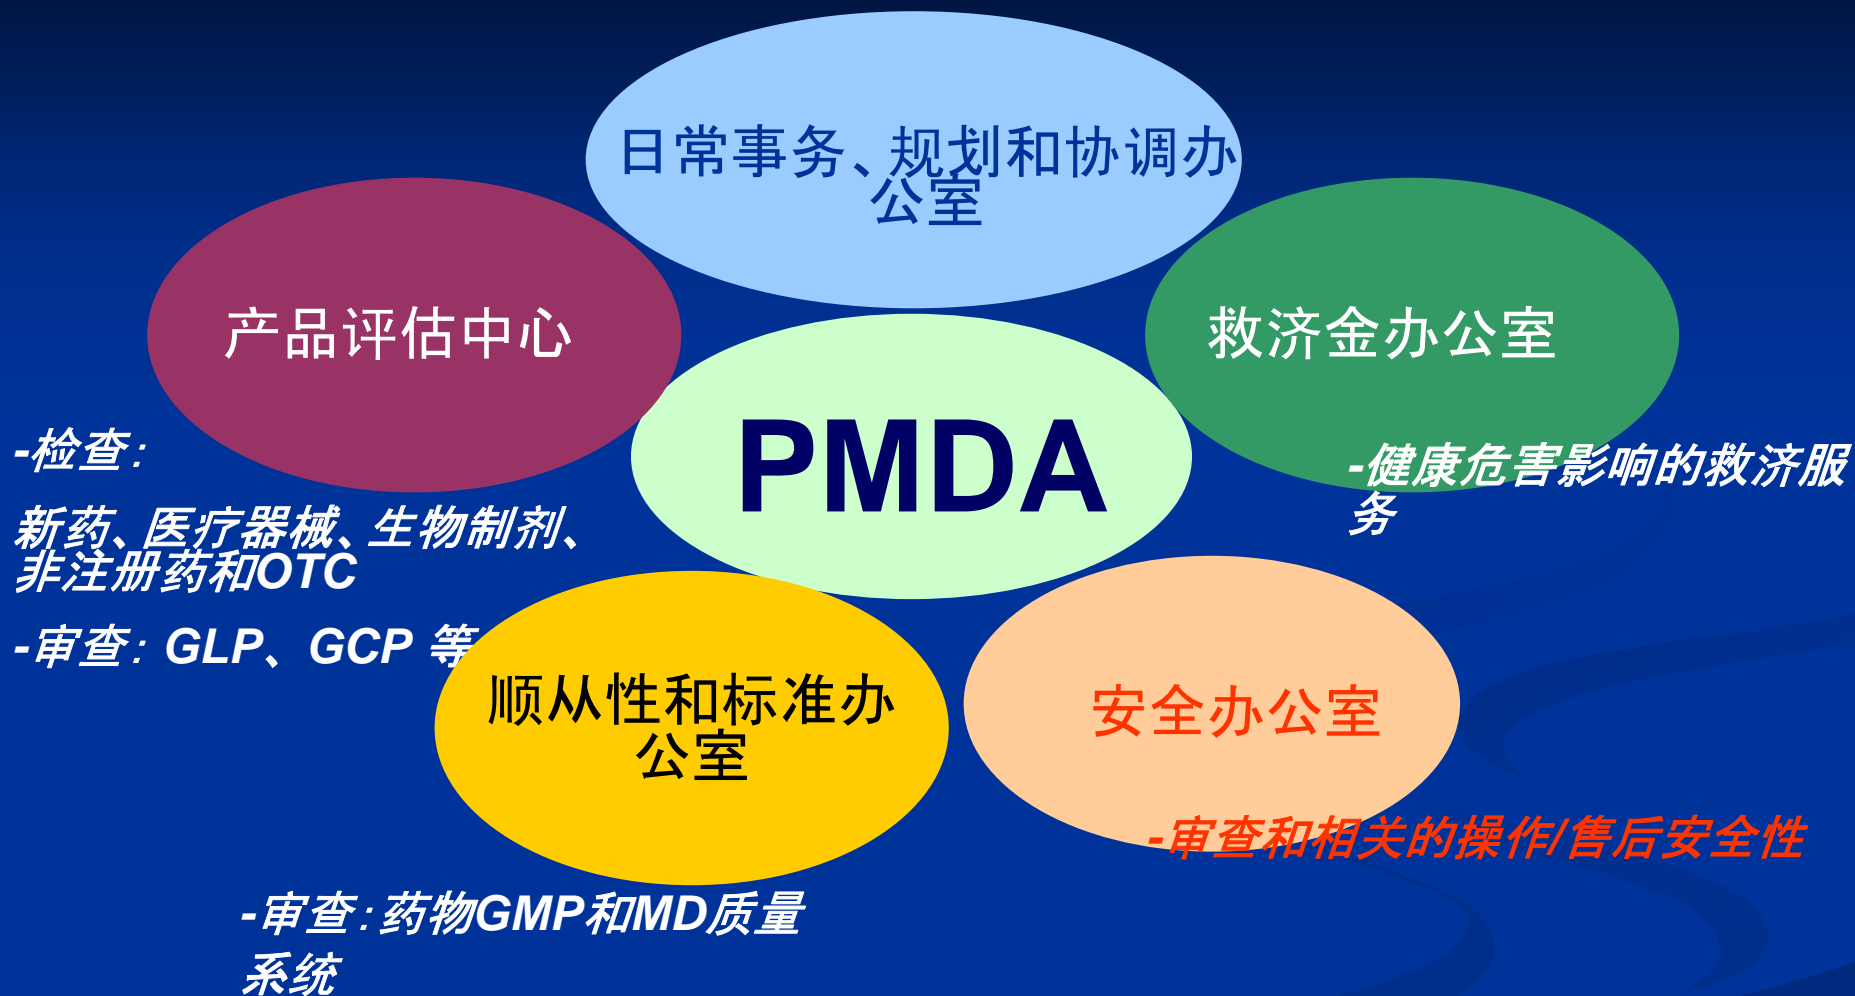 日常事务、规划和协调办
公室
产品评估中心
救济金办公室
PMDA
-检查：
新药、医疗器械、生物制剂、
非注册药和OTC
-审查：GLP、GCP 等
-健康危害影响的救济服
务
顺从性和标准办
公室
安全办公室
-审查和相关的操作/售后安全性
-审查：药物GMP和MD质量
系统